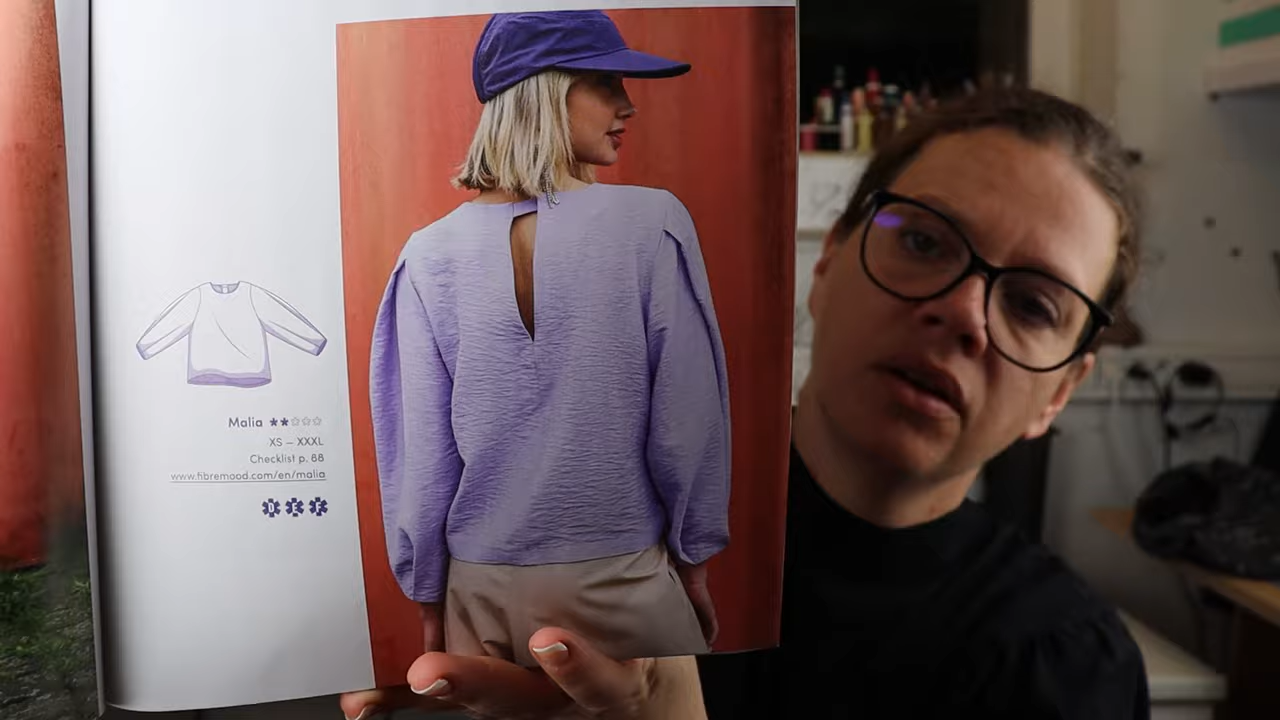 Malia ★★☆☆☆
XS – XXXL
Checklist p. 88
www.fibremood.com/en/malia
D E F